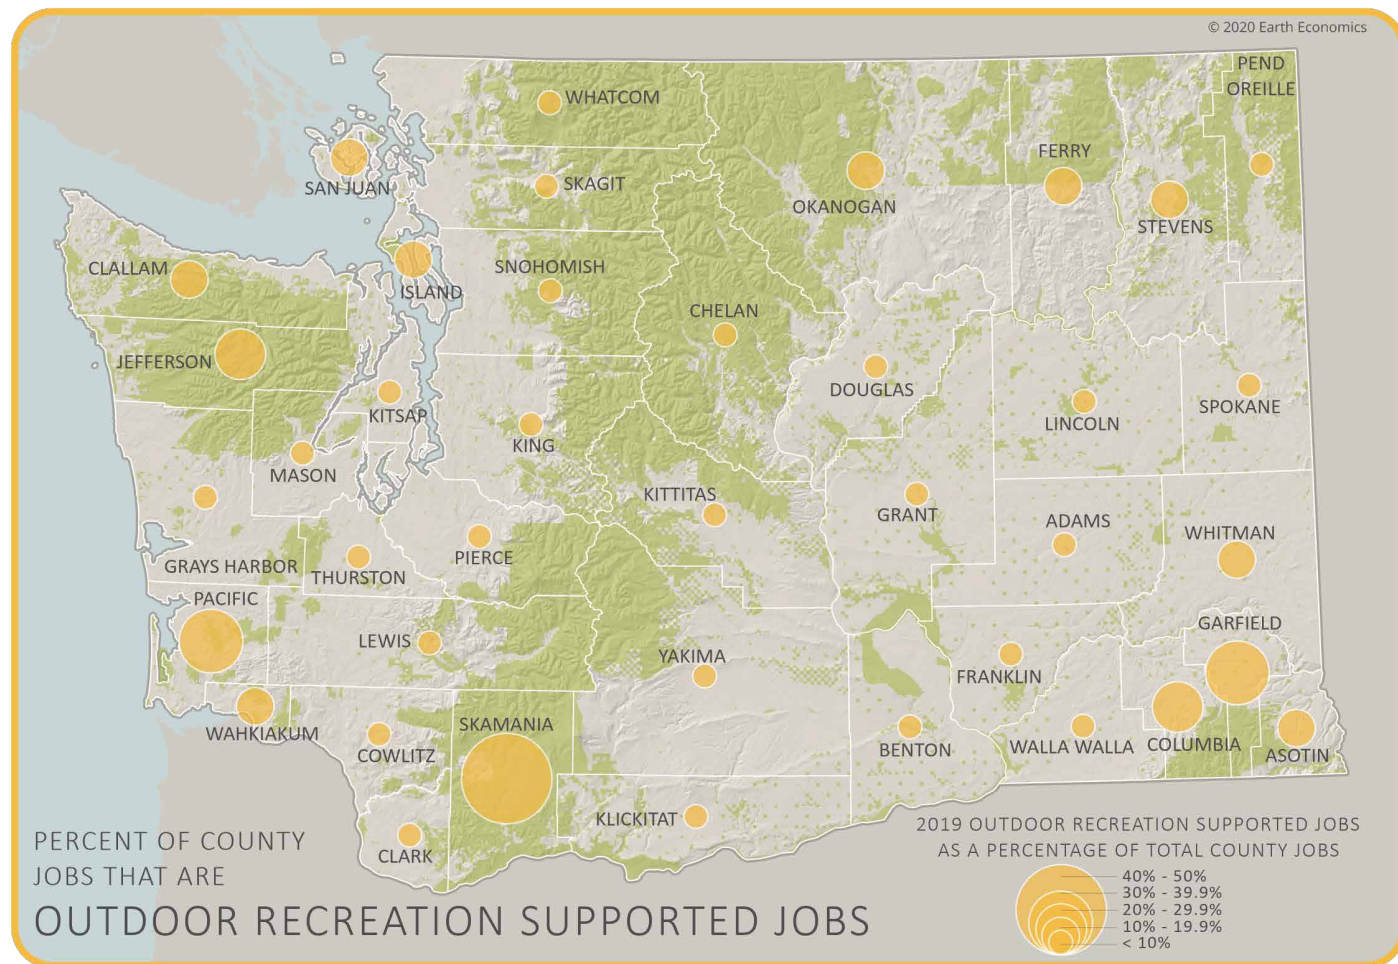 © 2020 Earth Economics
PEND
OREILLE
WHATCOM
FERRY
SAN JUAN
SKAGIT
OKANOGAN
STEVENS
CLALLAM
SNOHOMISH
ISLAND
CHELAN
JEFFERSON
DOUGLAS
KITSAP
LINCOLN
SPOKANE
KING
MASON
KITTITAS
GRANT
ADAMS
WHITMAN
GRAYS HARBOR
THURSTON
PIERCE
PACIFIC
GARFIELD
LEWIS
YAKIMA
FRANKLIN
WAHKIAKUM
SKAMANIA
COWLITZ
BENTON
WALLA WALLA
COLUMBIA
ASOTIN
KLICKITAT
CLARK
PERCENT OF COUNTY
JOBS THAT ARE
OUTDOOR RECREATION SUPPORTED JOBS
2019 OUTDOOR RECREATION SUPPORTED JOBS
AS A PERCENTAGE OF TOTAL COUNTY JOBS
40% - 50%
30% - 39.9%
20% - 29.9%
10% - 19.9%
< 10%